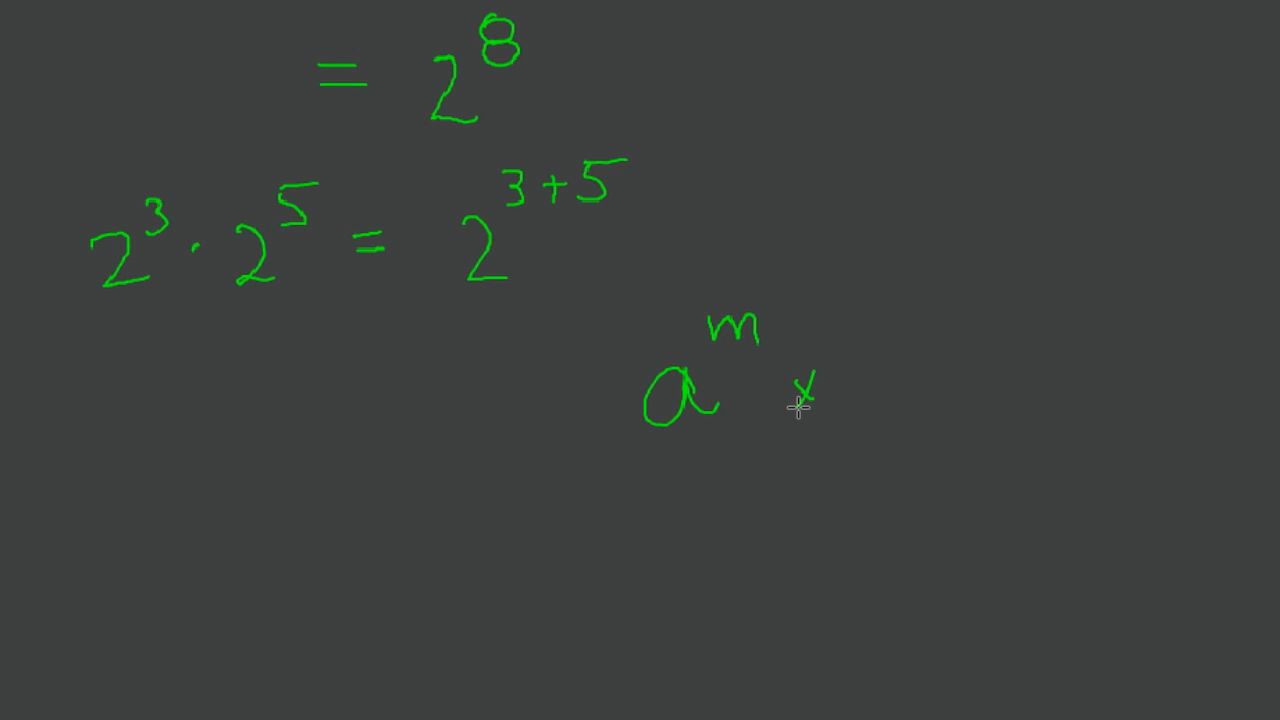 = 2^8
2^3 · 2^5 = 2^{3+5}
a^m ×